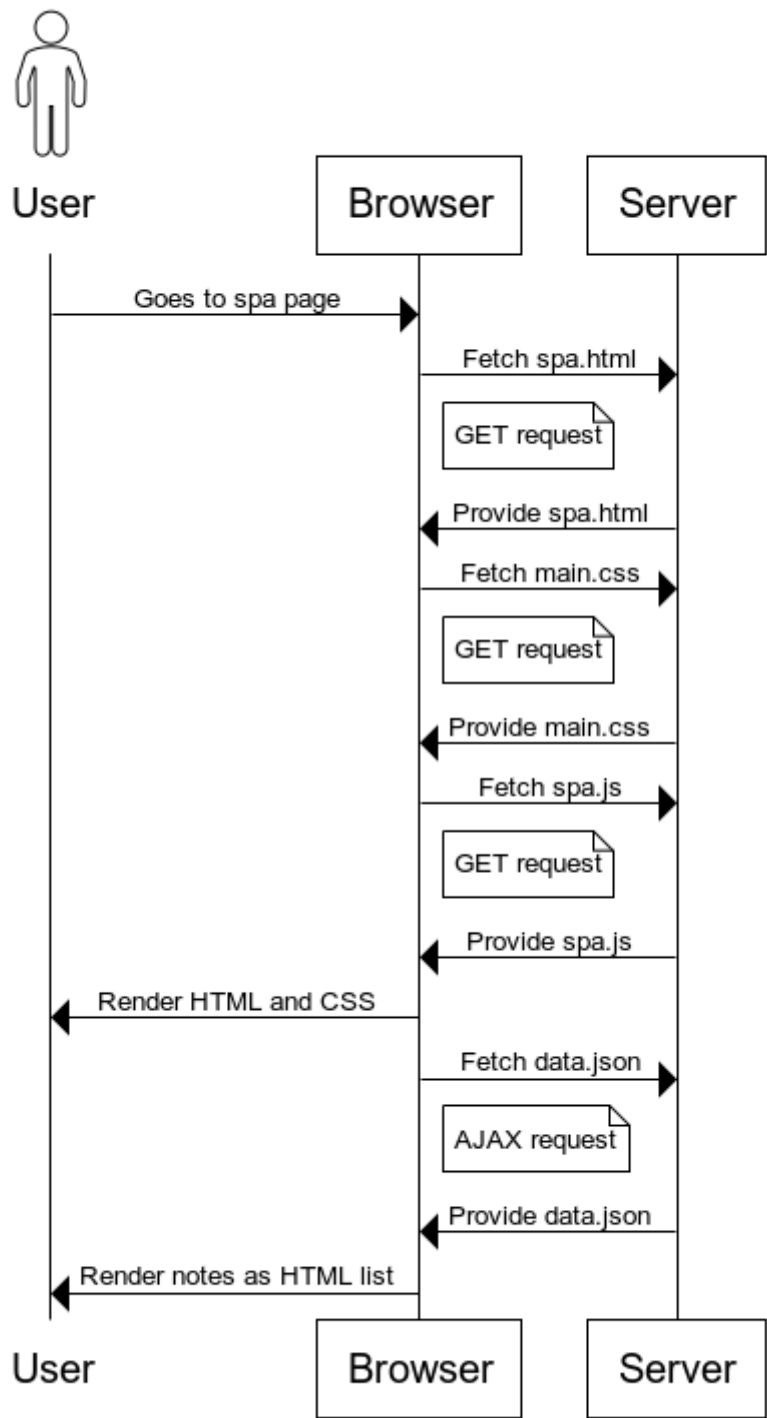 User
Browser
Server
Goes to spa page
Fetch spa.html
GET request
Provide spa.html
Fetch main.css
GET request
Provide main.css
Fetch spa.js
GET request
Provide spa.js
Render HTML and CSS
Fetch data.json
AJAX request
Provide data.json
Render notes as HTML list
User
Browser
Server